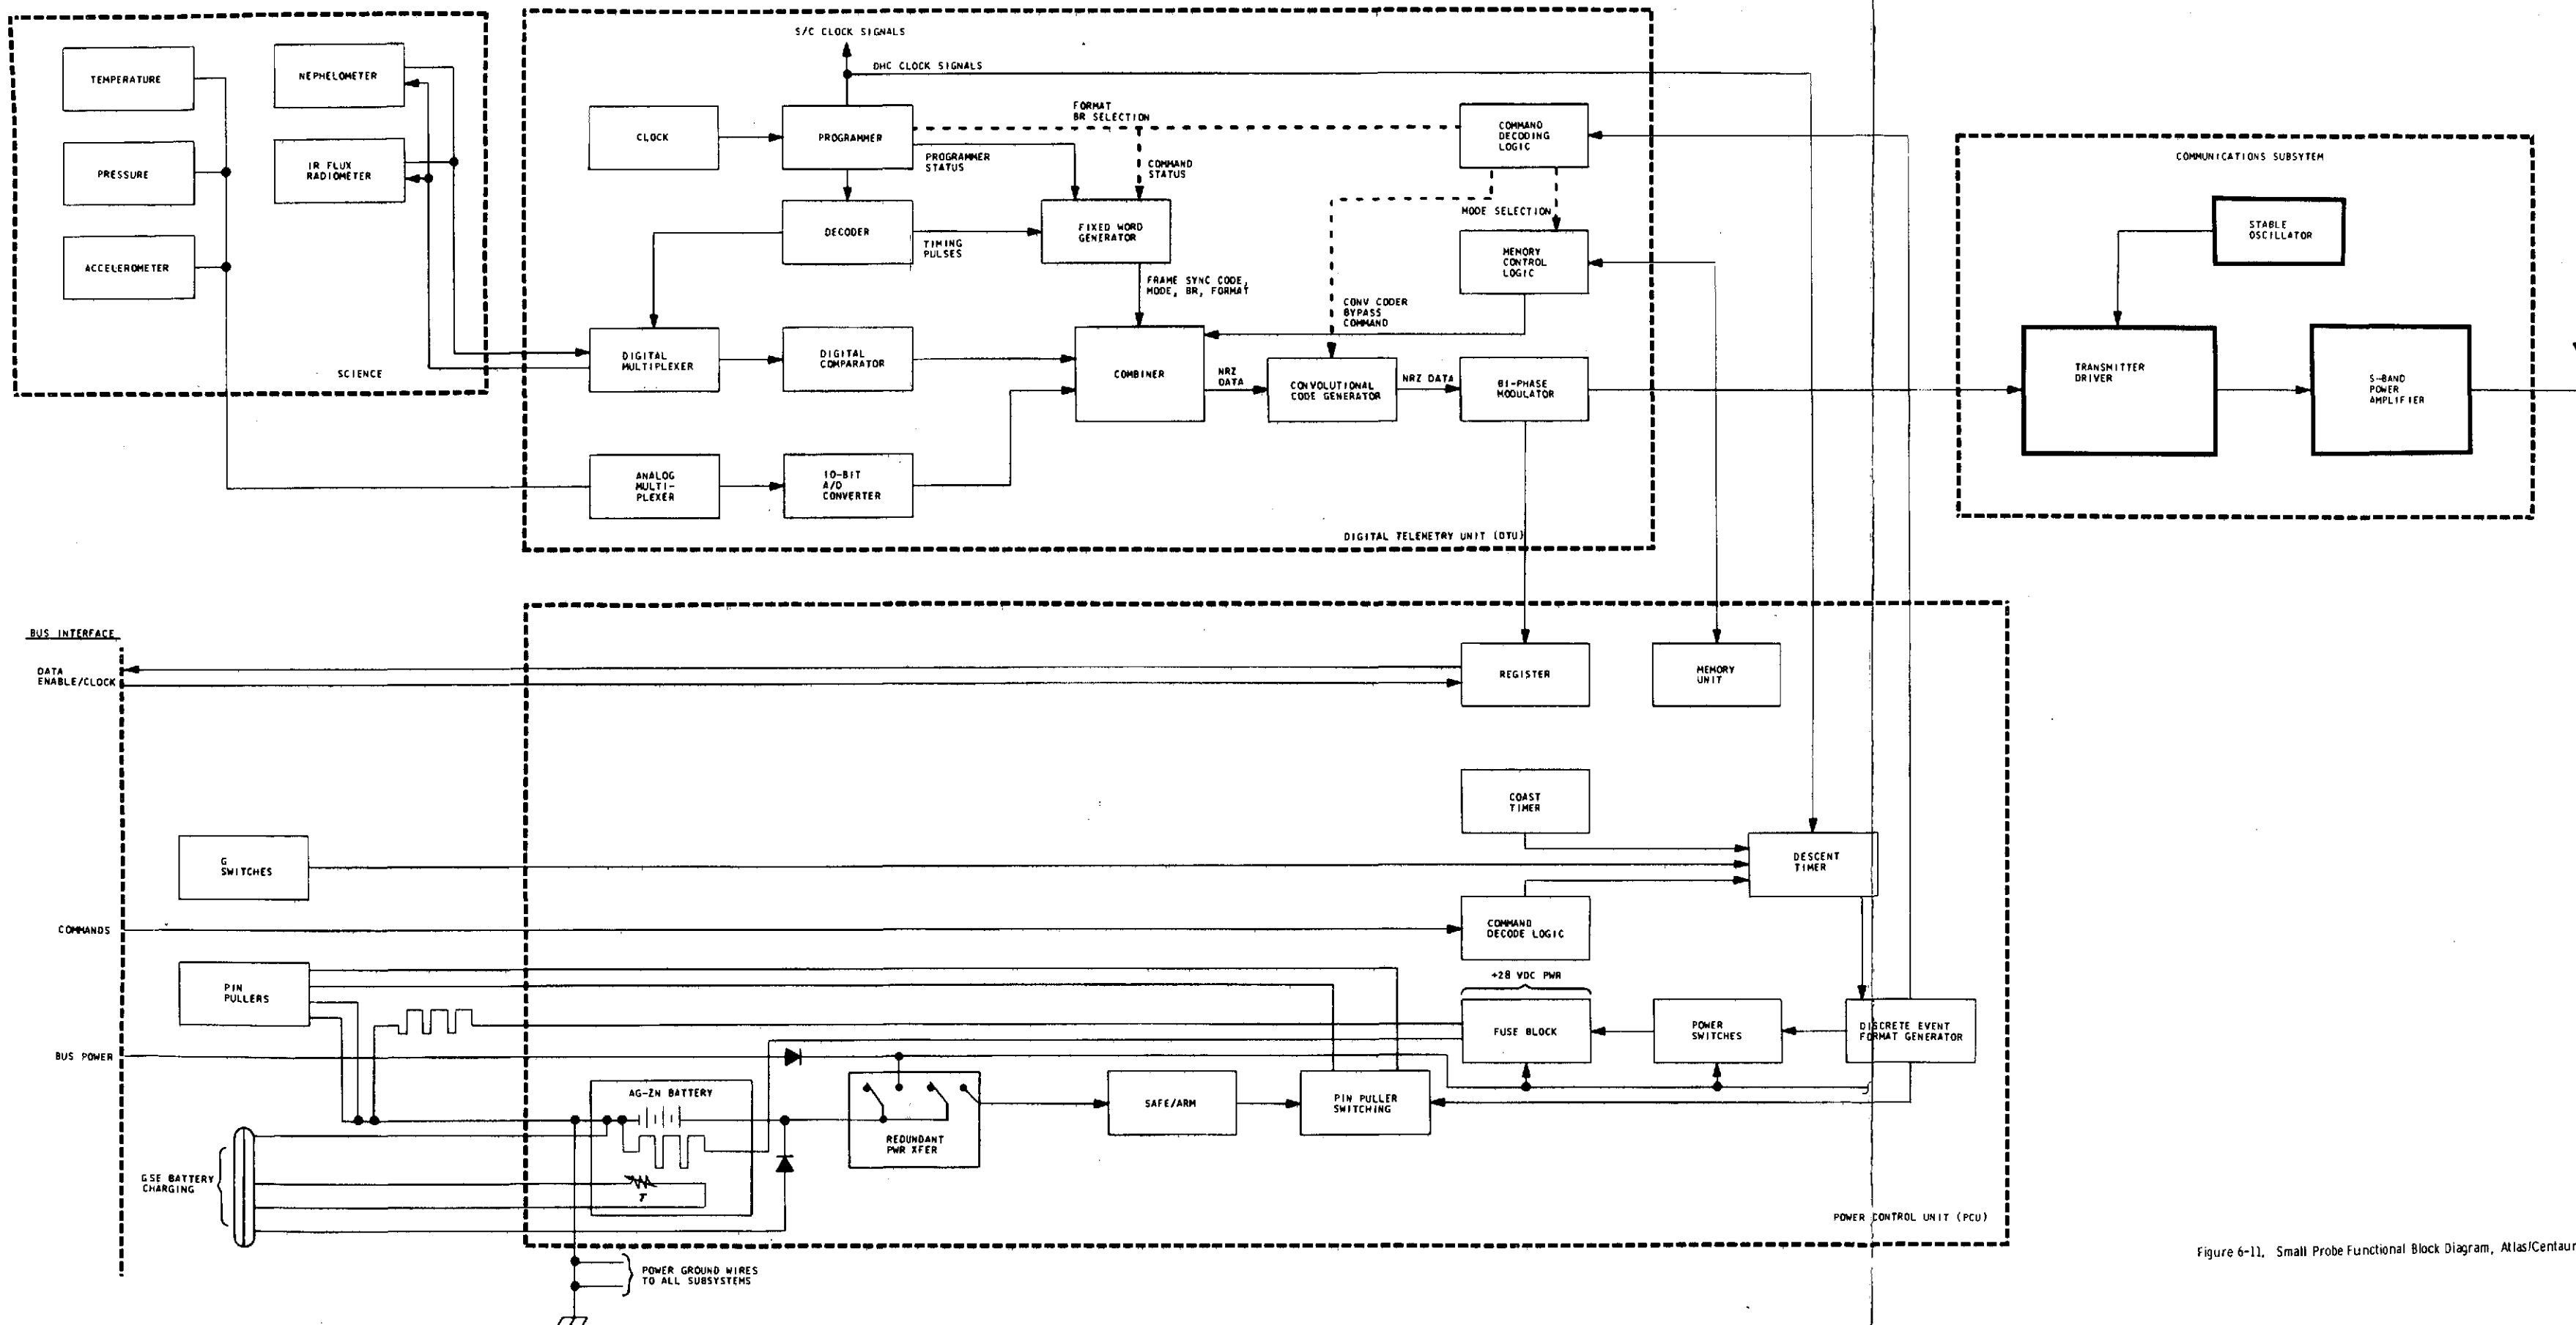 S/C CLOCK SIGNALS
DHC CLOCK SIGNALS
TEMPERATURE
NEPHELOMETER
PRESSURE
IR FLUX
RADIOMETER
ACCELEROMETER
SCIENCE
CLOCK
PROGRAMMER
FORMAT
BR SELECTION
PROGRAMMER
STATUS
COMMAND
STATUS
COMMAND
DECODING
LOGIC
DECODER
TIMING
PULSES
FIXED WORD
GENERATOR
MODE SELECTION
MEMORY
CONTROL
LOGIC
FRAME SYNC CODE,
MODE, BR, FORMAT
CONV CODER
BYPASS
COMMAND
DIGITAL
MULTIPLEXER
DIGITAL
COMPARATOR
COMBINER
NRZ
DATA
CONVOLUTIONAL
CODE GENERATOR
NRZ DATA
BI-PHASE
MODULATOR
ANALOG
MULTI-
PLEXER
10-BIT
A/D
CONVERTER
DIGITAL TELEMETRY UNIT (DTU)
COMMUNICATIONS SUBSYTEM
STABLE
OSCILLATOR
TRANSMITTER
DRIVER
S-BAND
POWER
AMPLIFIER
BUS INTERFACE
DATA
ENABLE/CLOCK
REGISTER
MEMORY
UNIT
COAST
TIMER
G
SWITCHES
DESCENT
TIMER
COMMANDS
COMMAND
DECODE LOGIC
PIN
PULLERS
+28 VDC PWR
FUSE BLOCK
POWER
SWITCHES
DISCRETE EVENT
FORMAT GENERATOR
BUS POWER
AG-ZN BATTERY
REDUNDANT
PWR XFER
SAFE/ARM
PIN PULLER
SWITCHING
GSE BATTERY
CHARGING
T
POWER CONTROL UNIT (PCU)
POWER GROUND WIRES
TO ALL SUBSYSTEMS
Figure 6-11. Small Probe Functional Block Diagram, Atlas/Centaur